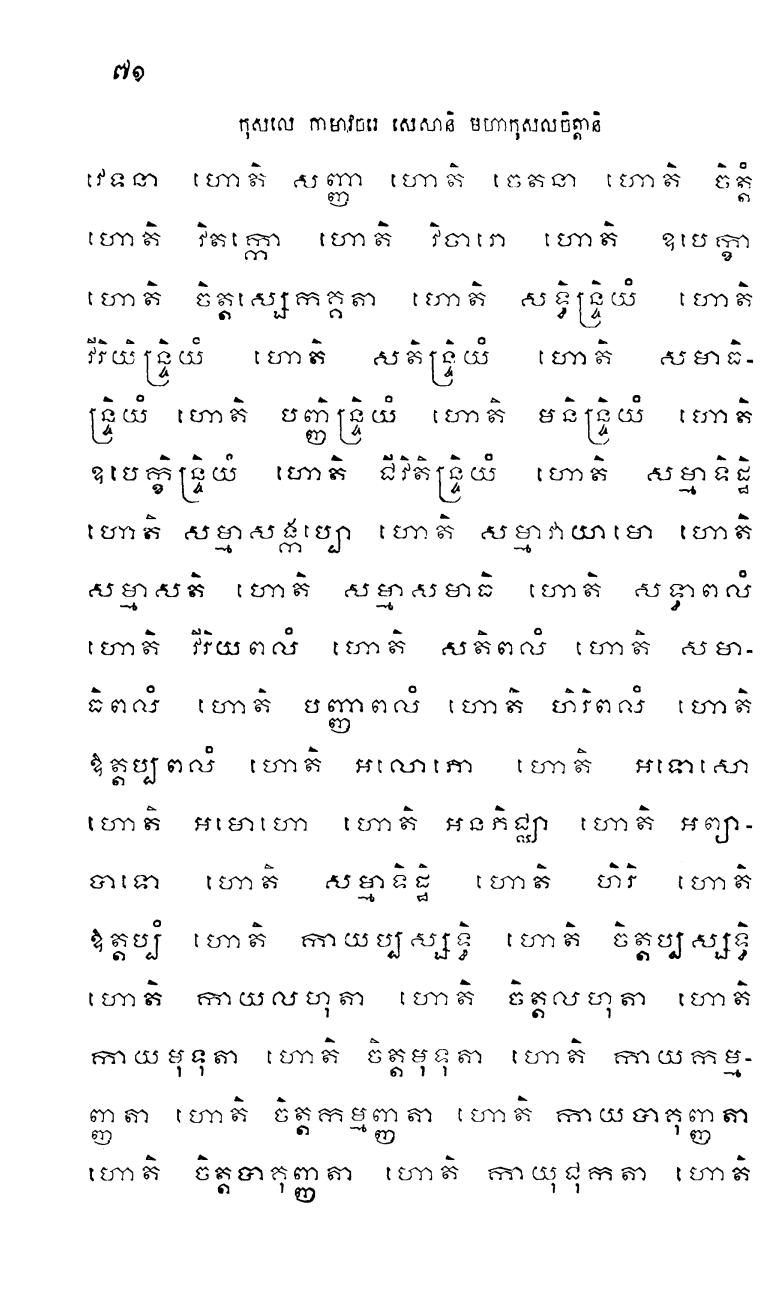 ៧១
កុសលេ កាមាវចរេ សេសានិ មហាកុសលចិត្តានិ
វេទនា ហោតិ សញ្ញា ហោតិ ចេតនា ហោតិ ចិត្តំ
ហោតិ វិតក្កោ ហោតិ វិចារោ ហោតិ ឧបេក្ខា
ហោតិ ចិត្តស្សេកគ្គតា ហោតិ សទ្ធិន្ទ្រិយំ ហោតិ
វីរិយិន្ទ្រិយំ ហោតិ សតិន្ទ្រិយំ ហោតិ សមាធិ-
ន្ទ្រិយំ ហោតិ បញ្ញិន្ទ្រិយំ ហោតិ មនិន្ទ្រិយំ ហោតិ
ឧបេក្ខិន្ទ្រិយំ ហោតិ ជីវិតិន្ទ្រិយំ ហោតិ សម្មាទិដ្ឋិ
ហោតិ សម្មាសង្កប្បោ ហោតិ សម្មាវាយាមោ ហោតិ
សម្មាសតិ ហោតិ សម្មាសមាធិ ហោតិ សទ្ធាពលំ
ហោតិ វីរិយពលំ ហោតិ សតិពលំ ហោតិ សមា-
ធិពលំ ហោតិ បញ្ញាពលំ ហោតិ ហិរិពលំ ហោតិ
ឱត្តប្បពលំ ហោតិ អលោភោ ហោតិ អទោសោ
ហោតិ អមោហោ ហោតិ អនភិជ្ឈា ហោតិ អព្យា-
បាទោ ហោតិ សម្មាទិដ្ឋិ ហោតិ ហិរិ ហោតិ
ឱត្តប្បំ ហោតិ កាយប្បស្សទ្ធិ ហោតិ ចិត្តប្បស្សទ្ធិ
ហោតិ កាយលហុតា ហោតិ ចិត្តលហុតា ហោតិ
កាយមុទុតា ហោតិ ចិត្តមុទុតា ហោតិ កាយកម្ម-
ញ្ញតា ហោតិ ចិត្តកម្មញ្ញតា ហោតិ កាយបាគុញ្ញតា
ហោតិ ចិត្តបាគុញ្ញតា ហោតិ កាយុជុកតា ហោតិ